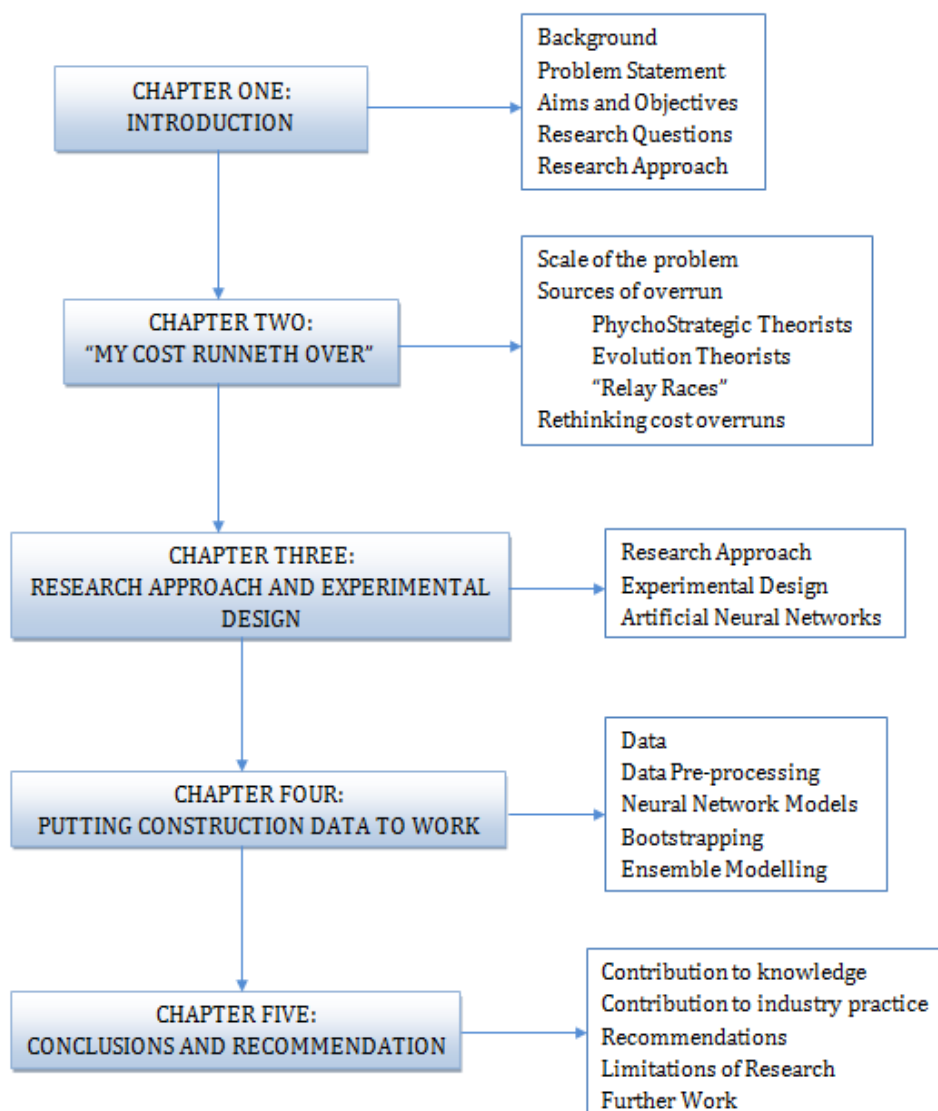 CHAPTER ONE:
INTRODUCTION
Background
Problem Statement
Aims and Objectives
Research Questions
Research Approach
CHAPTER TWO:
“MY COST RUNNETH OVER”
Scale of the problem
Sources of overrun
PhychoStrategic Theorists
Evolution Theorists
“Relay Races”
Rethinking cost overruns
CHAPTER THREE:
RESEARCH APPROACH AND EXPERIMENTAL
DESIGN
Research Approach
Experimental Design
Artificial Neural Networks
CHAPTER FOUR:
PUTTING CONSTRUCTION DATA TO WORK
Data
Data Pre-processing
Neural Network Models
Bootstrapping
Ensemble Modelling
CHAPTER FIVE:
CONCLUSIONS AND RECOMMENDATION
Contribution to knowledge
Contribution to industry practice
Recommendations
Limitations of Research
Further Work